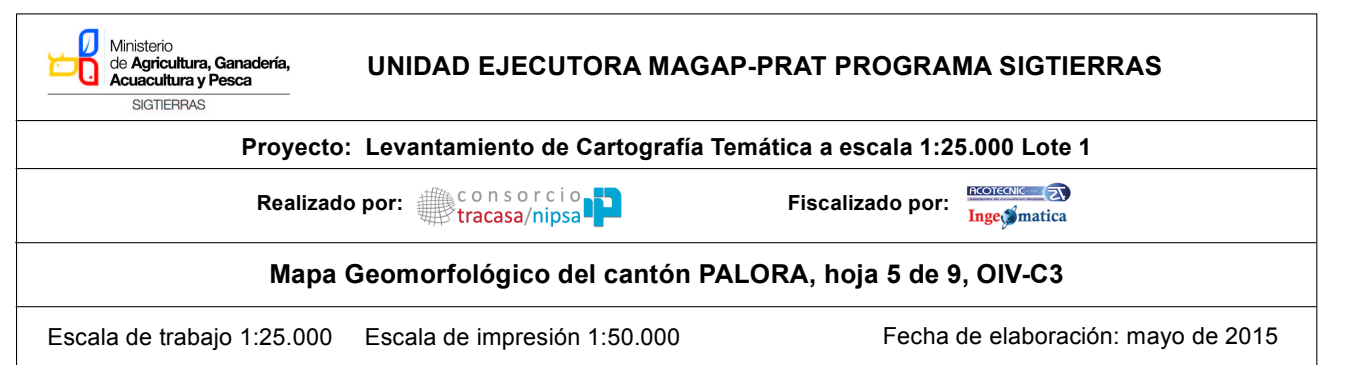 Ministerio
de Agricultura, Ganadería,
Acuacultura y Pesca
SIGTIERRAS
UNIDAD EJECUTORA MAGAP-PRAT PROGRAMA SIGTIERRAS
Proyecto: Levantamiento de Cartografía Temática a escala 1:25.000 Lote 1
Realizado por:
consorcio
tracasa/nipsa
Fiscalizado por:
ACOTECNIC
Ingeomatica
Mapa Geomorfológico del cantón PALORA, hoja 5 de 9, OIV-C3
Escala de trabajo 1:25.000 Escala de impresión 1:50.000 Fecha de elaboración: mayo de 2015